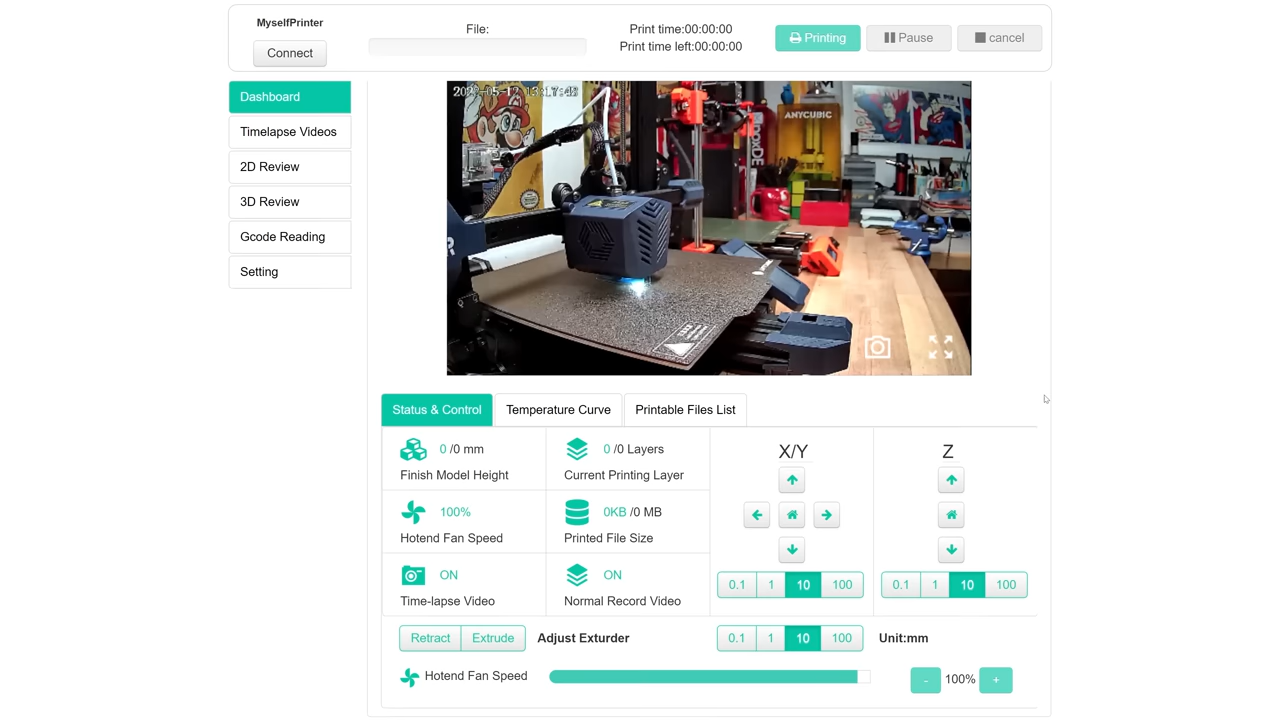 MyselfPrinter
Connect
File:
Print time:00:00:00
Print time left:00:00:00
Printing
Pause
cancel
Dashboard
Timelapse Videos
2D Review
3D Review
Gcode Reading
Setting
ANYCUBIC
Status & Control
Temperature Curve
Printable Files List
0 /0 mm
Finish Model Height
0 /0 Layers
Current Printing Layer
100%
Hotend Fan Speed
0KB /0 MB
Printed File Size
ON
Time-lapse Video
ON
Normal Record Video
X/Y
0.1 1 10 100
Z
0.1 1 10 100
Retract
Extrude
Adjust Exturder
0.1 1 10 100
Unit:mm
Hotend Fan Speed
- 100% +